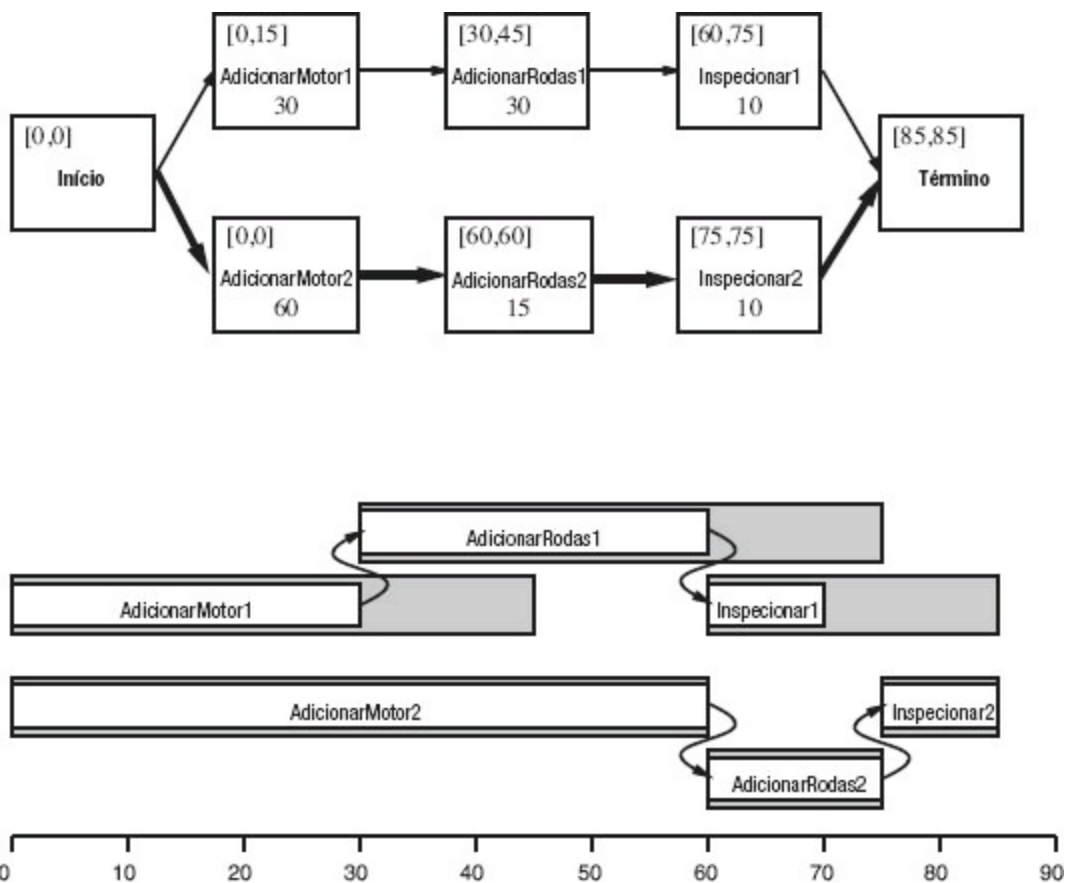 [0,15]
AdicionarMotor1
30
[30,45]
AdicionarRodas1
30
[60,75]
Inspecionar1
10
[0,0]
Início
[85,85]
Término
[0,0]
AdicionarMotor2
60
[60,60]
AdicionarRodas2
15
[75,75]
Inspecionar2
10
AdicionarRodas1
AdicionarMotor1
Inspecionar1
AdicionarMotor2
Inspecionar2
AdicionarRodas2
0 10 20 30 40 50 60 70 80 90